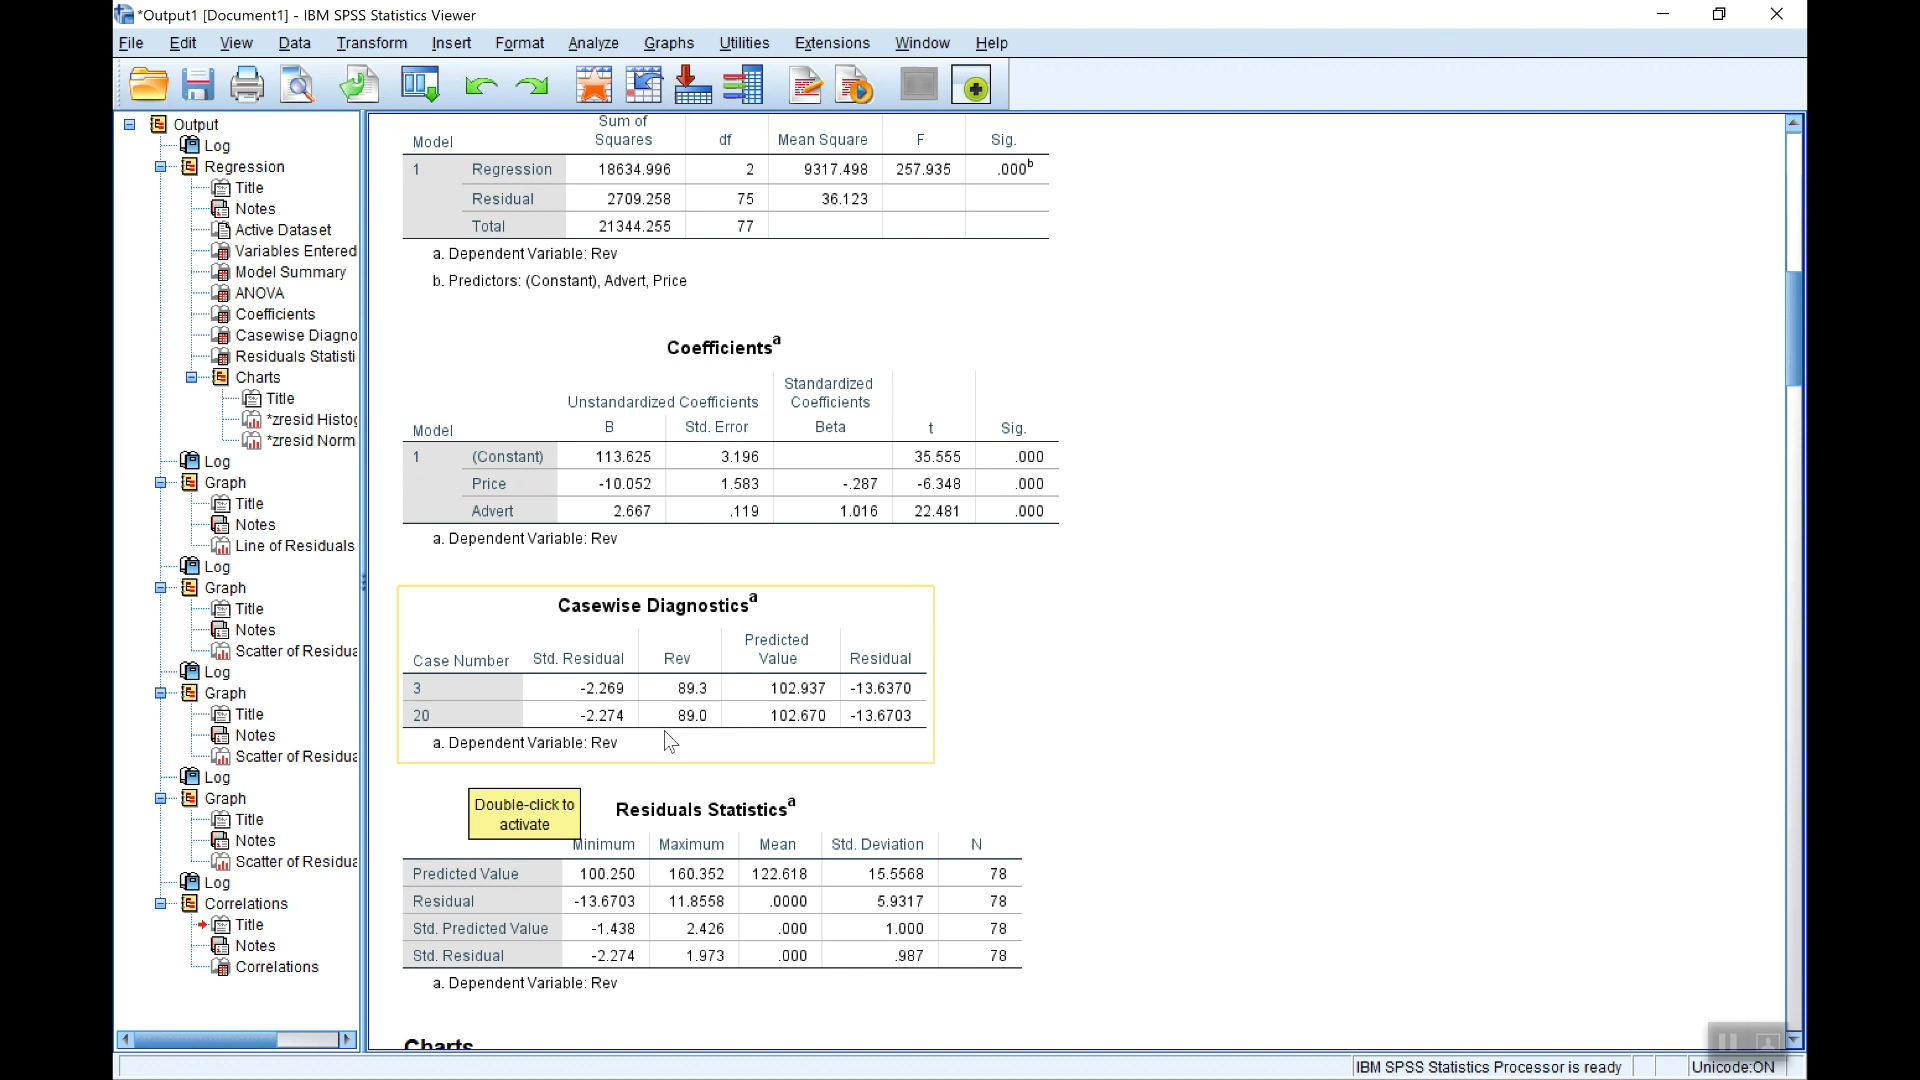 *Output1 [Document1] - IBM SPSS Statistics Viewer
File Edit View Data Transform Insert Format Analyze Graphs Utilities Extensions Window Help
Output
Log
Regression
Title
Notes
Active Dataset
Variables Entered
Model Summary
ANOVA
Coefficients
Casewise Diagno
Residuals Statisti
Charts
Title
*zresid Histog
*zresid Norm
Log
Graph
Title
Notes
Line of Residuals
Log
Graph
Title
Notes
Scatter of Residua
Log
Graph
Title
Notes
Scatter of Residua
Log
Graph
Title
Notes
Scatter of Residua
Log
Correlations
Title
Notes
Correlations
Model Sum of Squares df Mean Square F Sig.
1 Regression 18634.996 2 9317.498 257.935 .000b
Residual 2709.258 75 36.123
Total 21344.255 77
a. Dependent Variable: Rev
b. Predictors: (Constant), Advert, Price
Coefficientsa
Unstandardized Coefficients Standardized Coefficients
Model B Std. Error Beta t Sig.
1 (Constant) 113.625 3.196 35.555 .000
Price -10.052 1.583 -.287 -6.348 .000
Advert 2.667 .119 1.016 22.481 .000
a. Dependent Variable: Rev
Casewise Diagnosticsa
Case Number Std. Residual Rev Predicted Value Residual
3 -2.269 89.3 102.937 -13.6370
20 -2.274 89.0 102.670 -13.6703
a. Dependent Variable: Rev
Double-click to
activate
Residuals Statisticsa
Minimum Maximum Mean Std. Deviation N
Predicted Value 100.250 160.352 122.618 15.5568 78
Residual -13.6703 11.8558 .0000 5.9317 78
Std. Predicted Value -1.438 2.426 .000 1.000 78
Std. Residual -2.274 1.973 .000 .987 78
a. Dependent Variable: Rev
Charts
IBM SPSS Statistics Processor is ready Unicode:ON